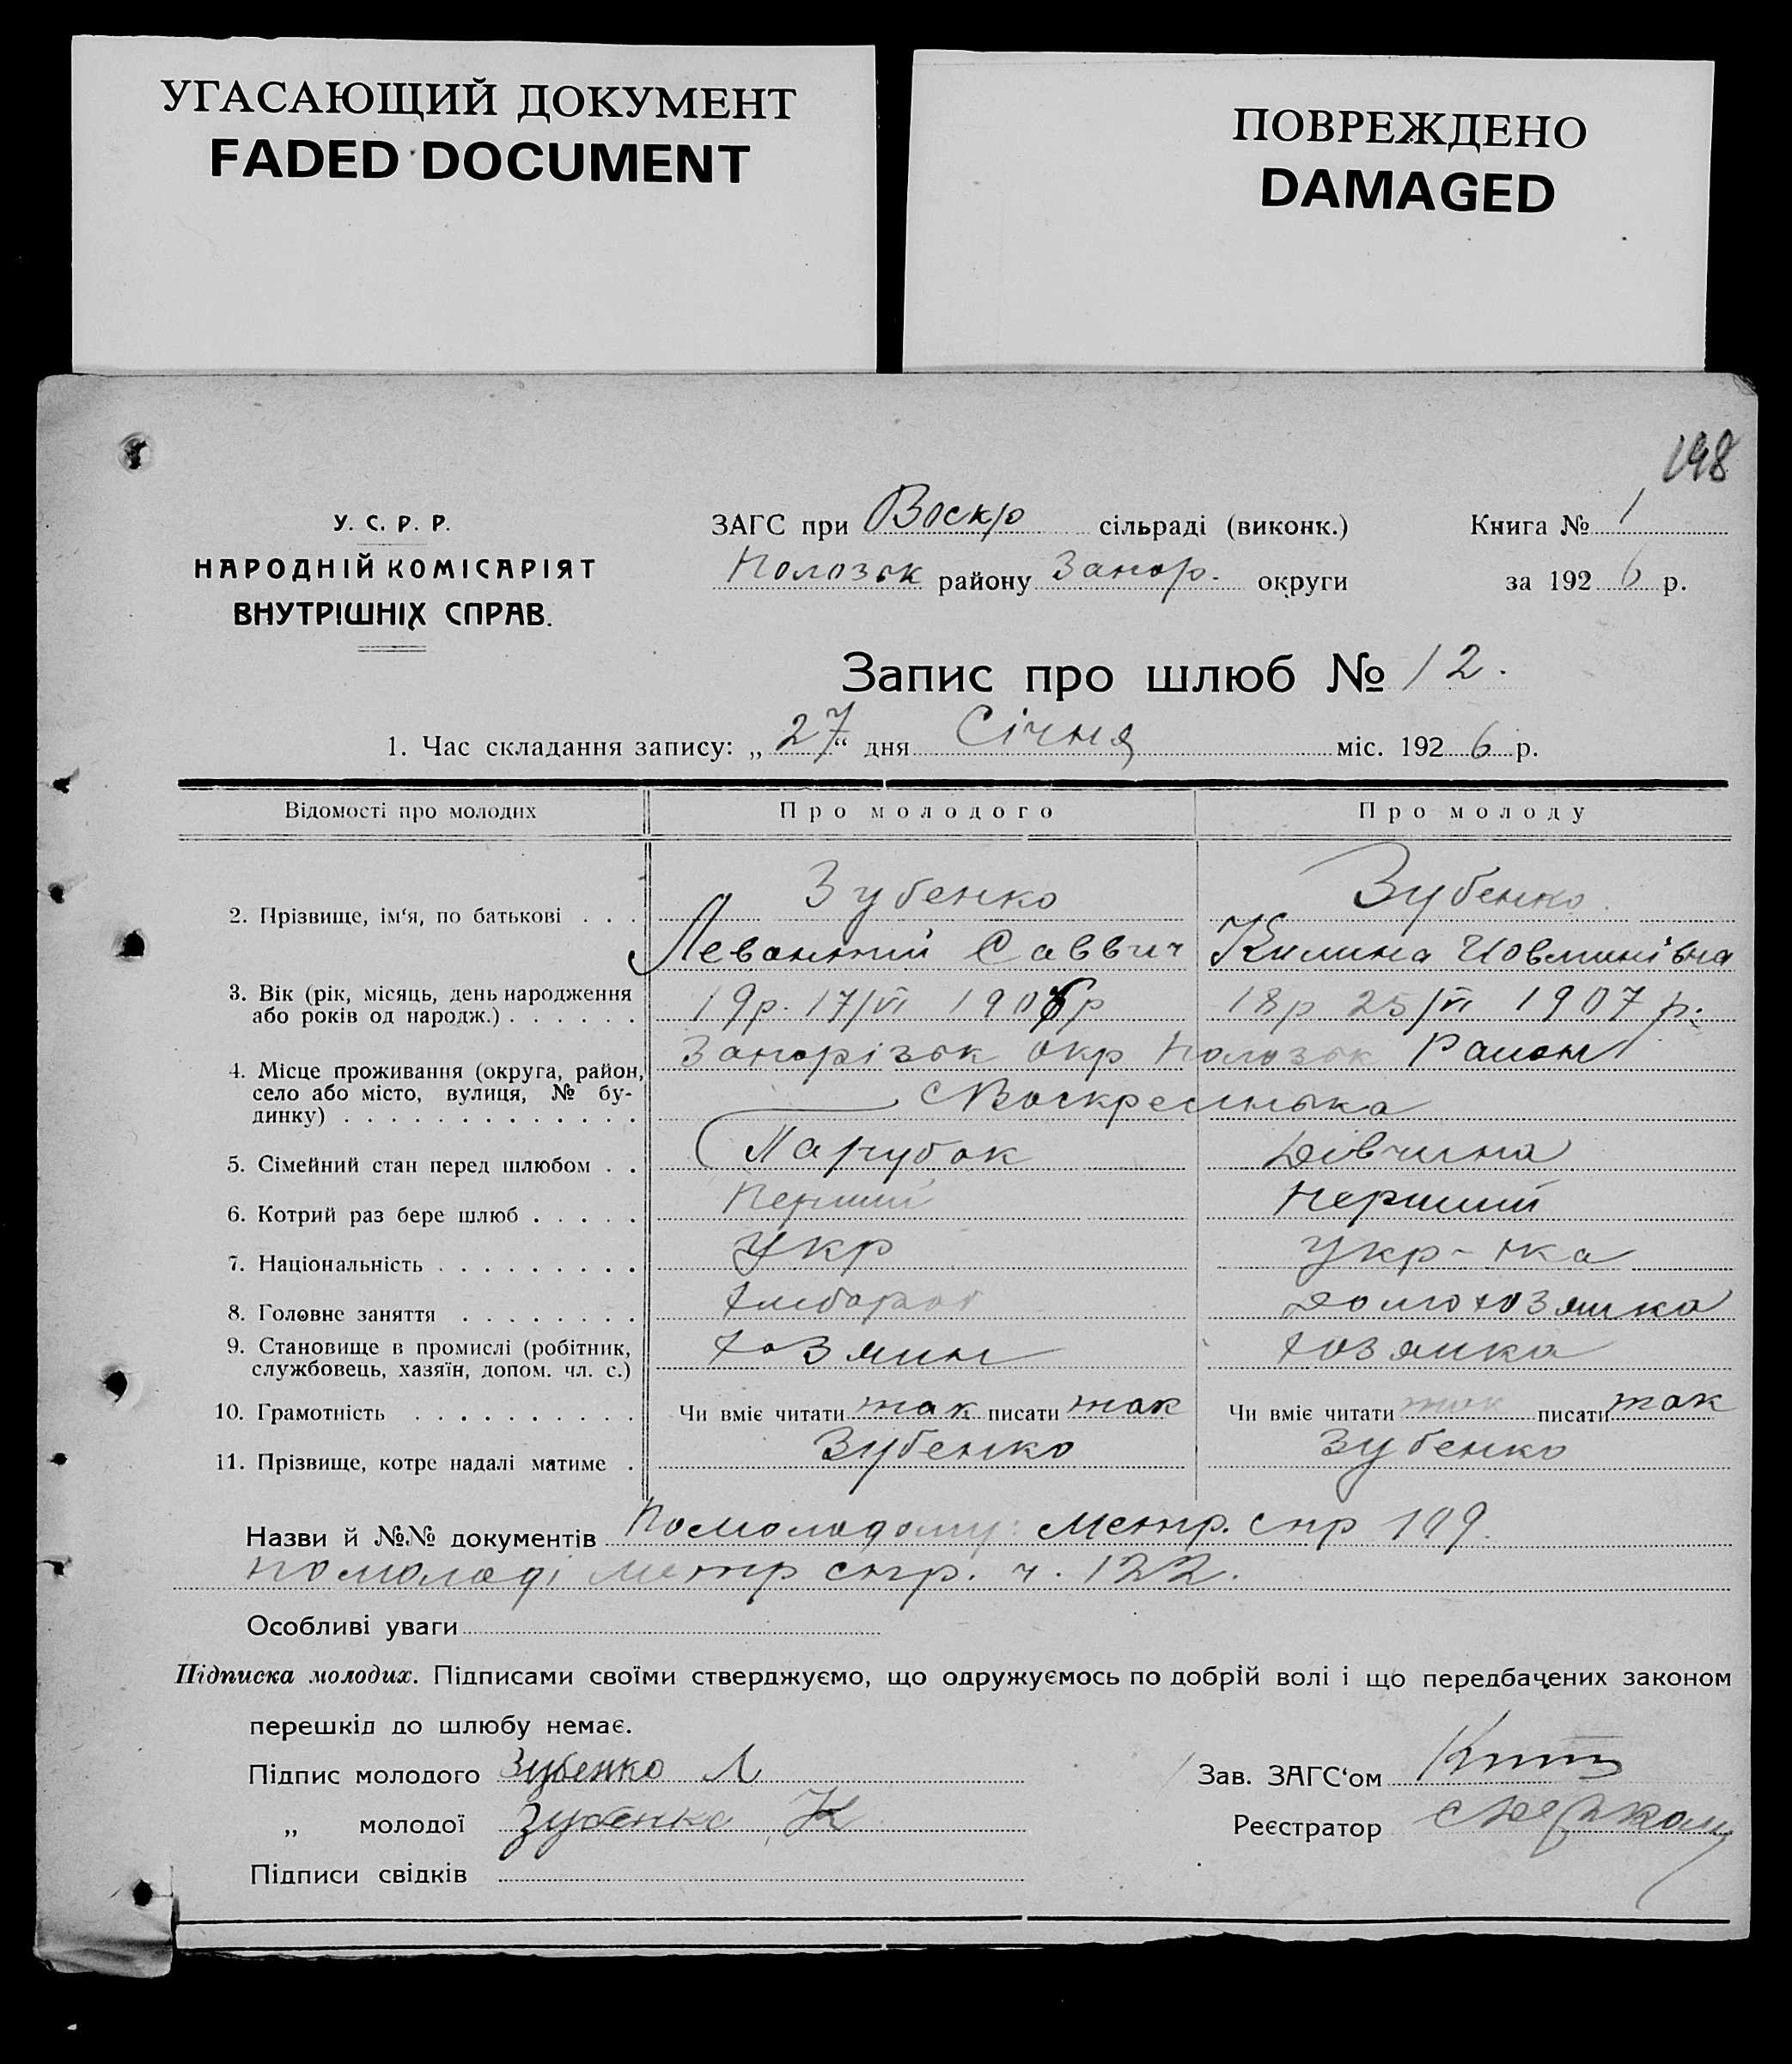 УГАСАЮЩИЙ ДОКУМЕНТ
FADED DOCUMENT
ПОВРЕЖДЕНО
DAMAGED
198
У. С. Р. Р.
НАРОДНІЙ КОМІСАРІЯТ
ВНУТРІШНІХ СПРАВ.
ЗАГС при Воскр сільраді (виконк.) Книга № 1
Полозьк району Запор. округи за 1926 р.
Запис про шлюб № 12.
1. Час складання запису: „27“ дня Січня міс. 1926 р.
Відомості про молодих Про молодого Про молоду
Зубенко Зубенко
2. Прізвище, ім‘я, по батькові . . .
Левонтий Саввич Килина
3. Вік (рік, місяць, день народження або років од народж.) . . . . . . 19р. 17/VI 1906р 18р 25/VI 1907 р.
Запорізьк окр Полозьк Район
4. Місце проживання (округа, район, село або місто, вулиця, № будинку) . . . . . . . . . . . . . Воскресенька
5. Сімейний стан перед шлюбом . . Парубок Дівчина
6. Котрий раз бере шлюб . . . . . Перший Перший
7. Національність . . . . . . . . . Укр Укр-нка
8. Головне заняття . . . . . . . . Хлібороб Домохозяйка
9. Становище в промислі (робітник, службовець, хазяїн, допом. чл. с.) Хозяин хозяйка
10. Грамотність . . . . . . . . . . Чи вміє читати так писати так Чи вміє читати так писати так
11. Прізвище, котре надалі матиме . Зубенко Зубенко
Назви й №№ документів По молодому: метр. спр 109.
по молоді метр спр. ч. 122.
Особливі уваги
Підписка молодих. Підписами своїми стверджуємо, що одружуємось по добрій волі і що передбачених законом
перешкід до шлюбу немає.
Підпис молодого Зубенко Л Зав. ЗАГС‘ом
„ молодої Зубенко К Реєстратор
Підписи свідків